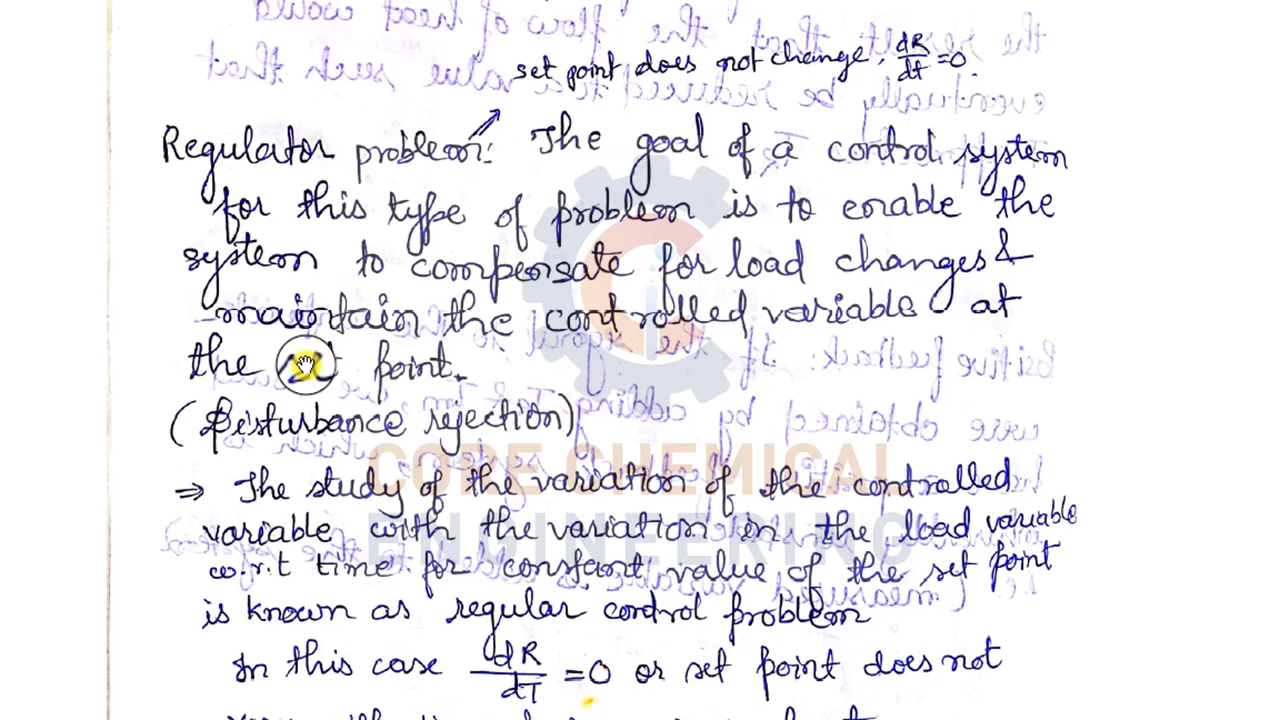 set point does not change, dR/dt = 0
Regulator problem: The goal of a control system
for this type of problem is to enable the
system to compensate for load changes &
maintain the controlled variable at
the set point.
(Disturbance rejection)
⇒ The study of the variation of the controlled
variable with the variation in the load variable
w.r.t time for constant value of the set point
is known as regular control problem
In this case dR/dT = 0 or set point does not
CORE CHEMICAL
ENGINEERING